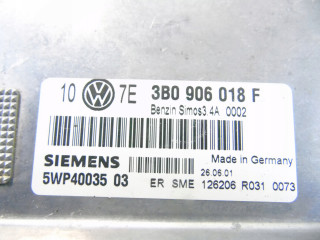 10 VW 7E 3B0 906 018 F
Benzin Simos3.4A 0002
SIEMENS Made in Germany
26.06.01
5WP40035 03 ER SME 126206 R031 0073